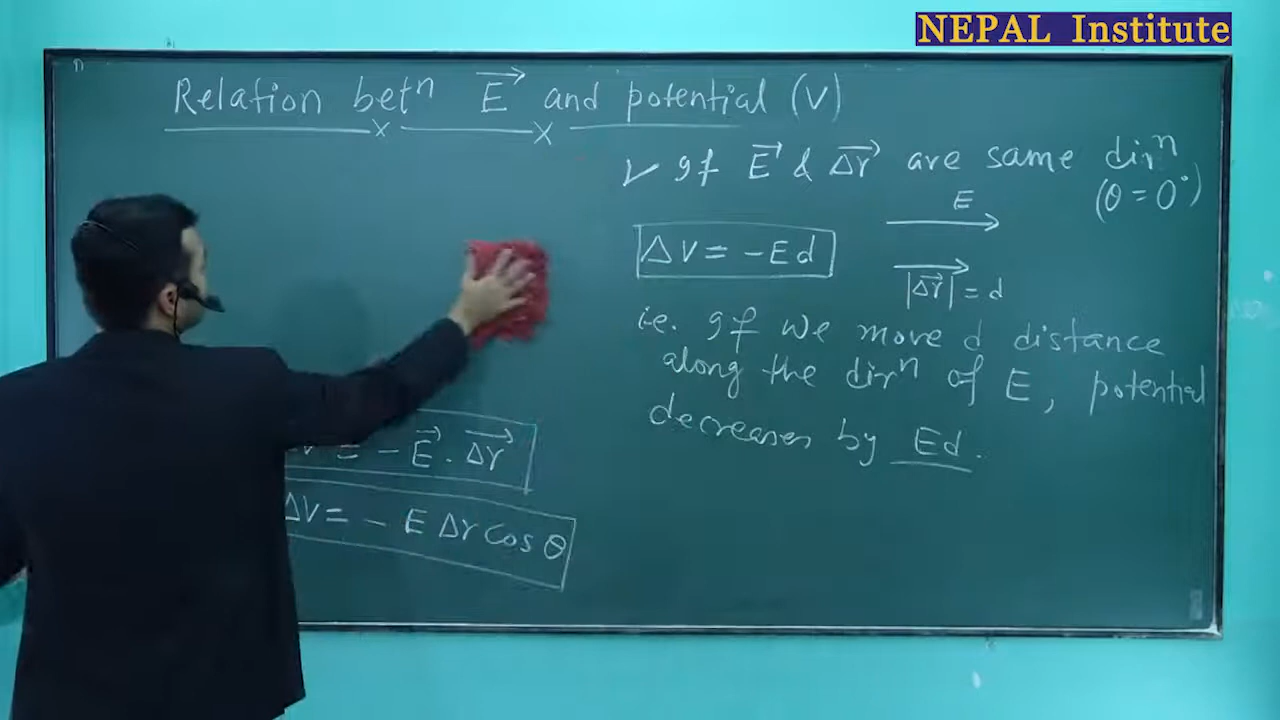 NEPAL Institute
Relation betⁿ E⃗ and potential (V)
ΔV = - E⃗ . Δr⃗
ΔV = - E Δr cos θ
✓ If E⃗ & Δr⃗ are same dirⁿ
(θ = 0°)
E
ΔV = -Ed
|Δr⃗| = d
i.e. If we move d distance
along the dirⁿ of E, potential
decreases by Ed.